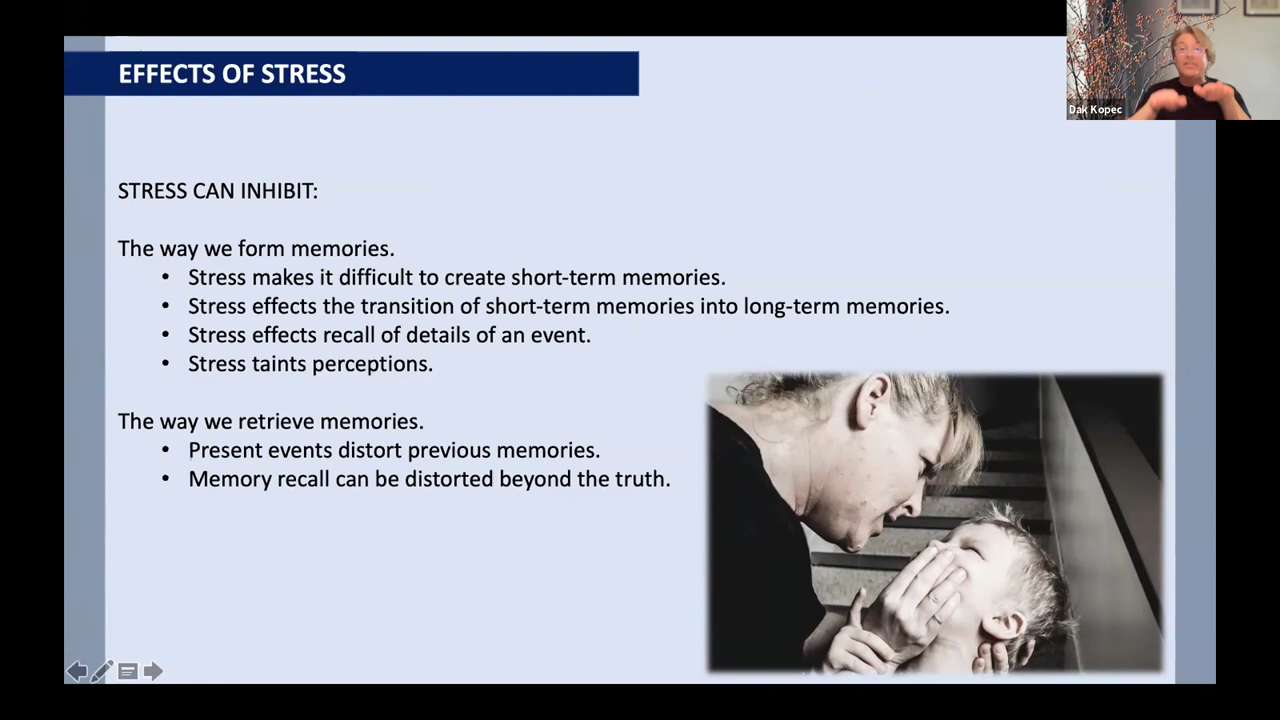 EFFECTS OF STRESS
Dak Kopec
STRESS CAN INHIBIT:
The way we form memories.
• Stress makes it difficult to create short-term memories.
• Stress effects the transition of short-term memories into long-term memories.
• Stress effects recall of details of an event.
• Stress taints perceptions.
The way we retrieve memories.
• Present events distort previous memories.
• Memory recall can be distorted beyond the truth.